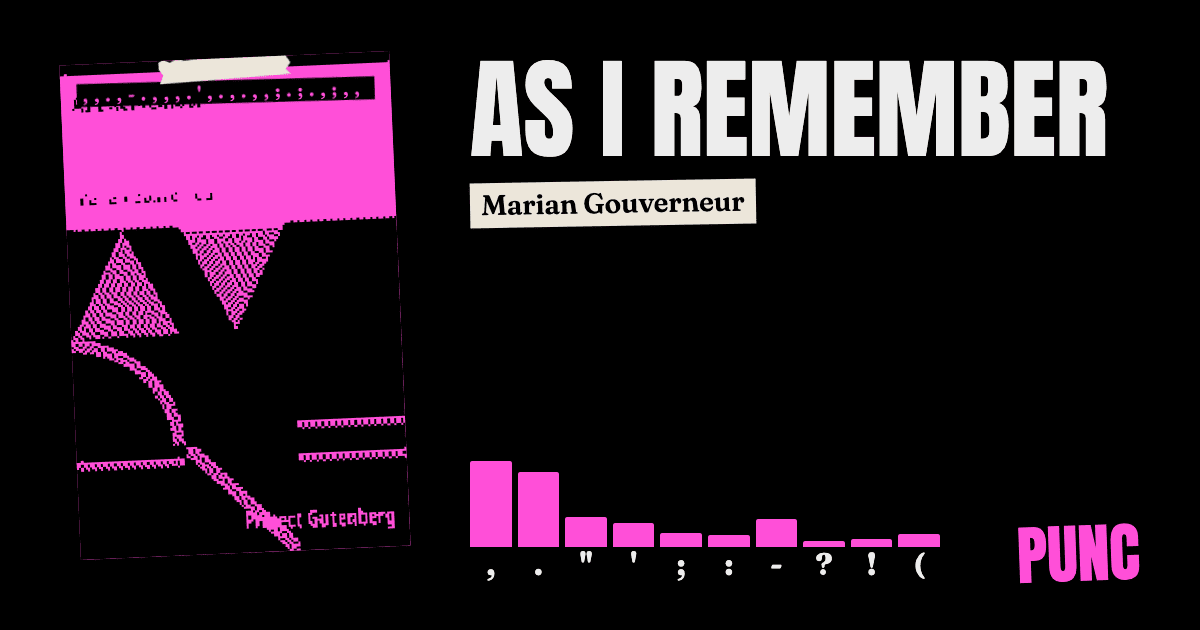 AS I REMEMBER
Marian Gouverneur
Project Gutenberg
, . " ' ; : - ? ! (
PUNC